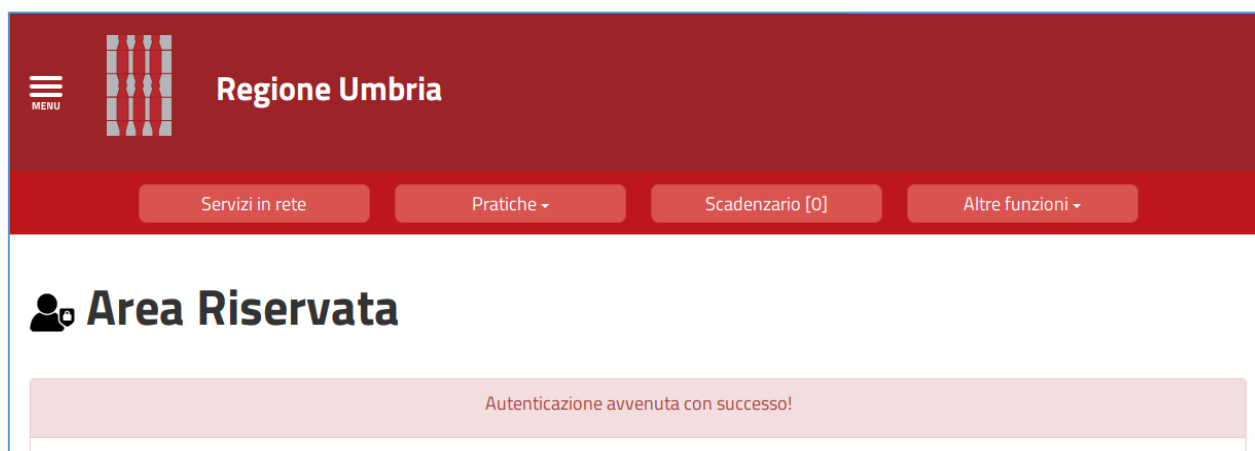 MENU
Regione Umbria
Servizi in rete
Pratiche
Scadenzario [0]
Altre funzioni
Area Riservata
Autenticazione avvenuta con successo!